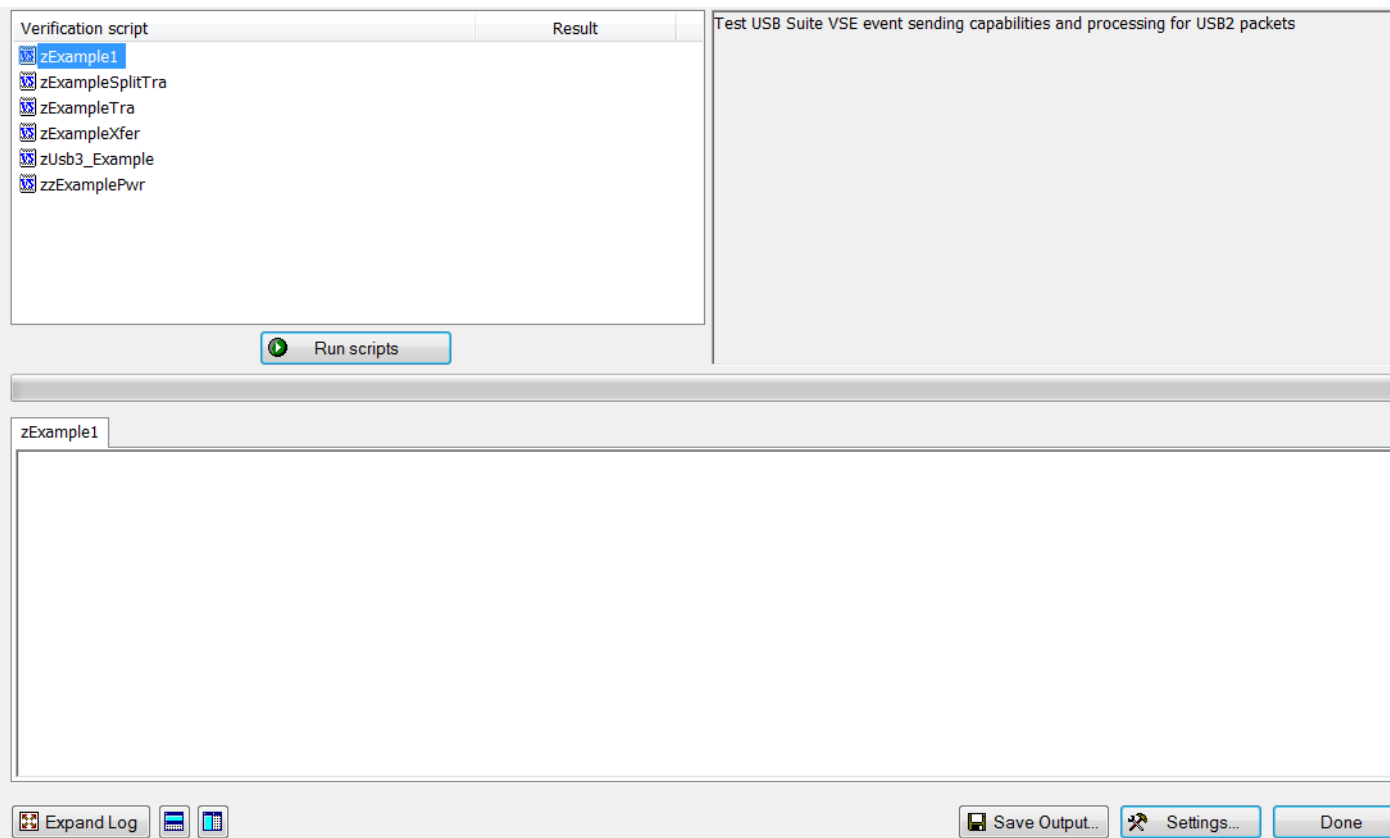 Verification script Result
zExample1
zExampleSplitTra
zExampleTra
zExampleXfer
zUsb3_Example
zzExamplePwr
Test USB Suite VSE event sending capabilities and processing for USB2 packets
Run scripts
zExample1
Expand Log Save Output... Settings... Done